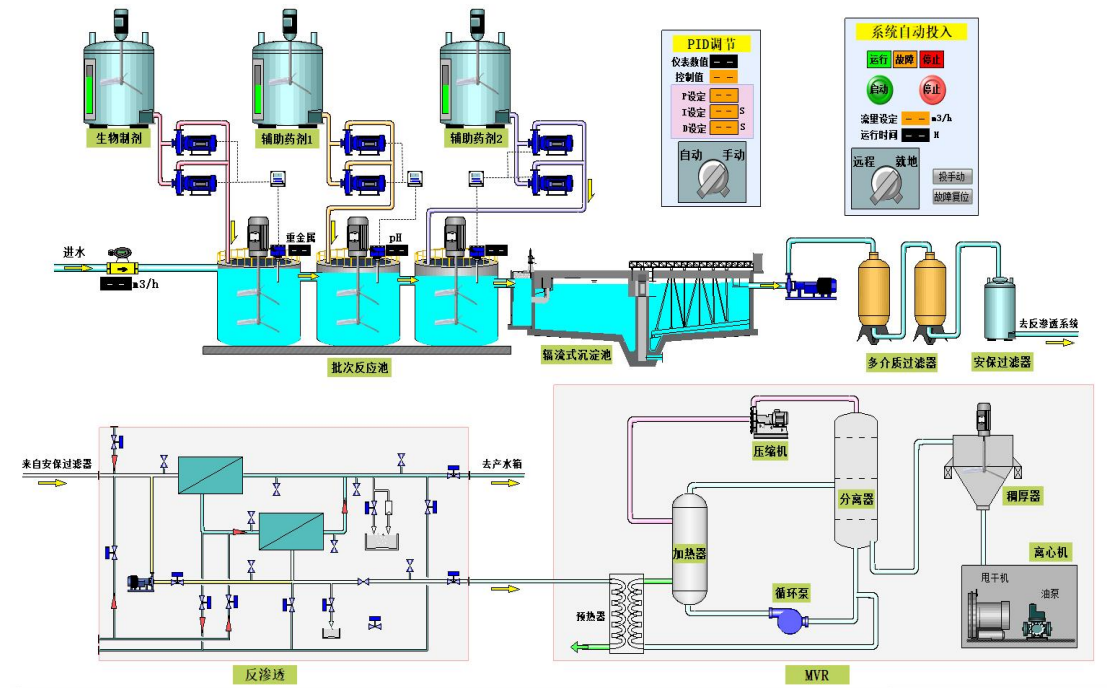 生物制剂
辅助药剂1
辅助药剂2
PID调节
仪表数值 --
控制值 --
P设定 --
I设定 -- S
D设定 -- S
自动 手动
系统自动投入
运行 故障 停止
启动 停止
流量设定 -- m3/h
运行时间 -- H
远程 就地
投手动
故障复位
进水
-- m3/h
重金属
--
pH
--
--
批次反应池
辐流式沉淀池
多介质过滤器
安保过滤器
去反渗透系统
来自安保过滤器
去产水箱
反渗透
压缩机
分离器
加热器
循环泵
预热器
稠厚器
离心机
甩干机
油泵
MVR